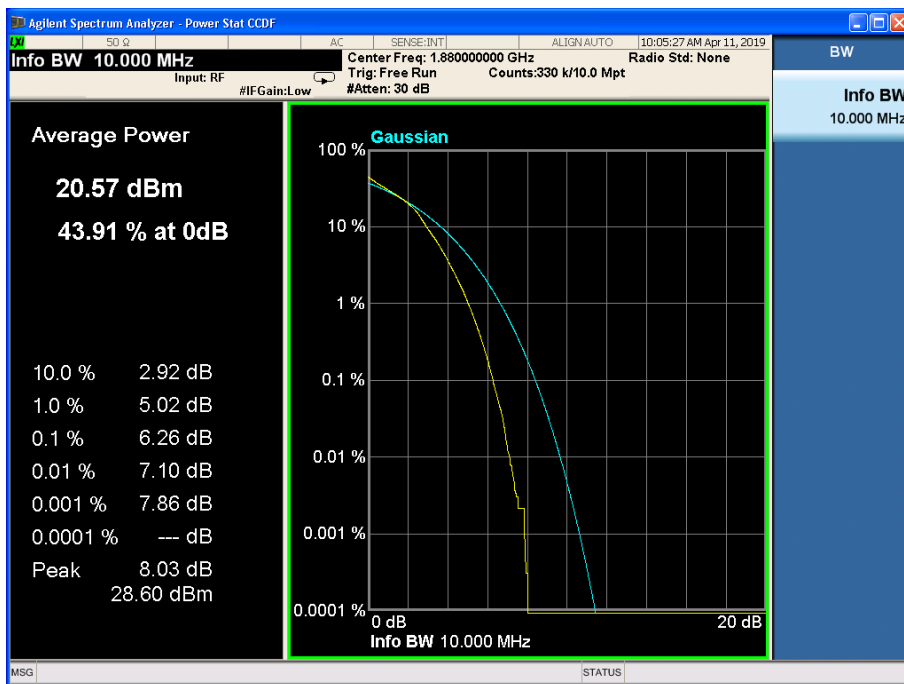 Agilent Spectrum Analyzer - Power Stat CCDF
LXI 50 Ω AC SENSE:INT ALIGN AUTO 10:05:27 AM Apr 11, 2019
Info BW 10.000 MHz
Input: RF
#IFGain:Low
Center Freq: 1.880000000 GHz
Radio Std: None
Trig: Free Run
Counts:330 k/10.0 Mpt
#Atten: 30 dB
BW
Info BW
10.000 MHz
Average Power
20.57 dBm
43.91 % at 0dB
10.0 % 2.92 dB
1.0 % 5.02 dB
0.1 % 6.26 dB
0.01 % 7.10 dB
0.001 % 7.86 dB
0.0001 % --- dB
Peak 8.03 dB
28.60 dBm
Gaussian
100 %
10 %
1 %
0.1 %
0.01 %
0.001 %
0.0001 %
0 dB
20 dB
Info BW 10.000 MHz
MSG
STATUS